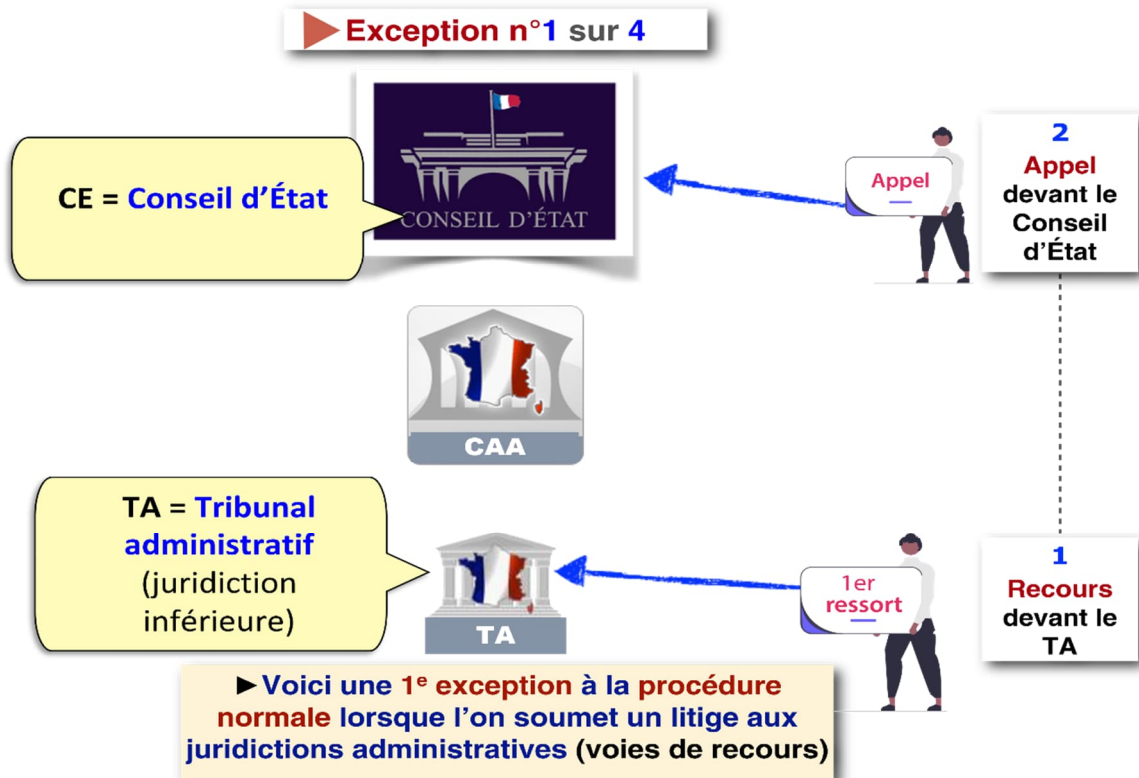 ►Exception n°1 sur 4
CE = Conseil d’État
CONSEIL D’ÉTAT
Appel
2
Appel
devant le
Conseil
d’État
CAA
TA = Tribunal
administratif
(juridiction
inférieure)
TA
1er
ressort
1
Recours
devant le
TA
►Voici une 1e exception à la procédure
normale lorsque l’on soumet un litige aux
juridictions administratives (voies de recours)